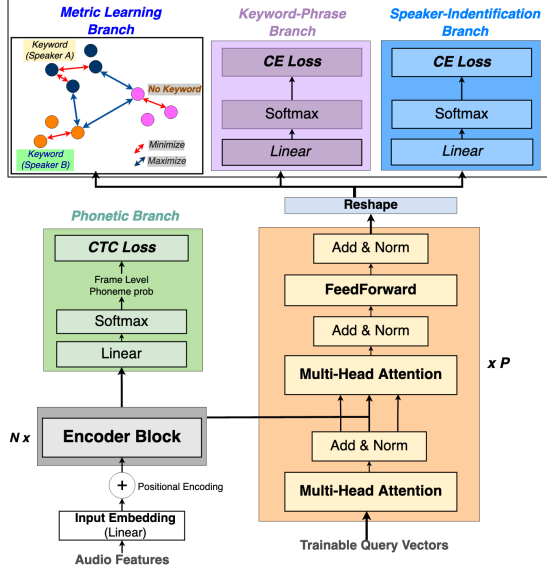 Metric Learning
Branch
Keyword-Phrase
Branch
Speaker-Indentification
Branch
Keyword
(Speaker A)
No Keyword
Keyword
(Speaker B)
Minimize
Maximize
CE Loss
Softmax
Linear
CE Loss
Softmax
Linear
Reshape
Phonetic Branch
CTC Loss
Frame Level
Phoneme prob
Softmax
Linear
Add & Norm
FeedForward
Add & Norm
Multi-Head Attention
x P
Add & Norm
Multi-Head Attention
Trainable Query Vectors
N x
Encoder Block
+
Positional Encoding
Input Embedding
(Linear)
Audio Features